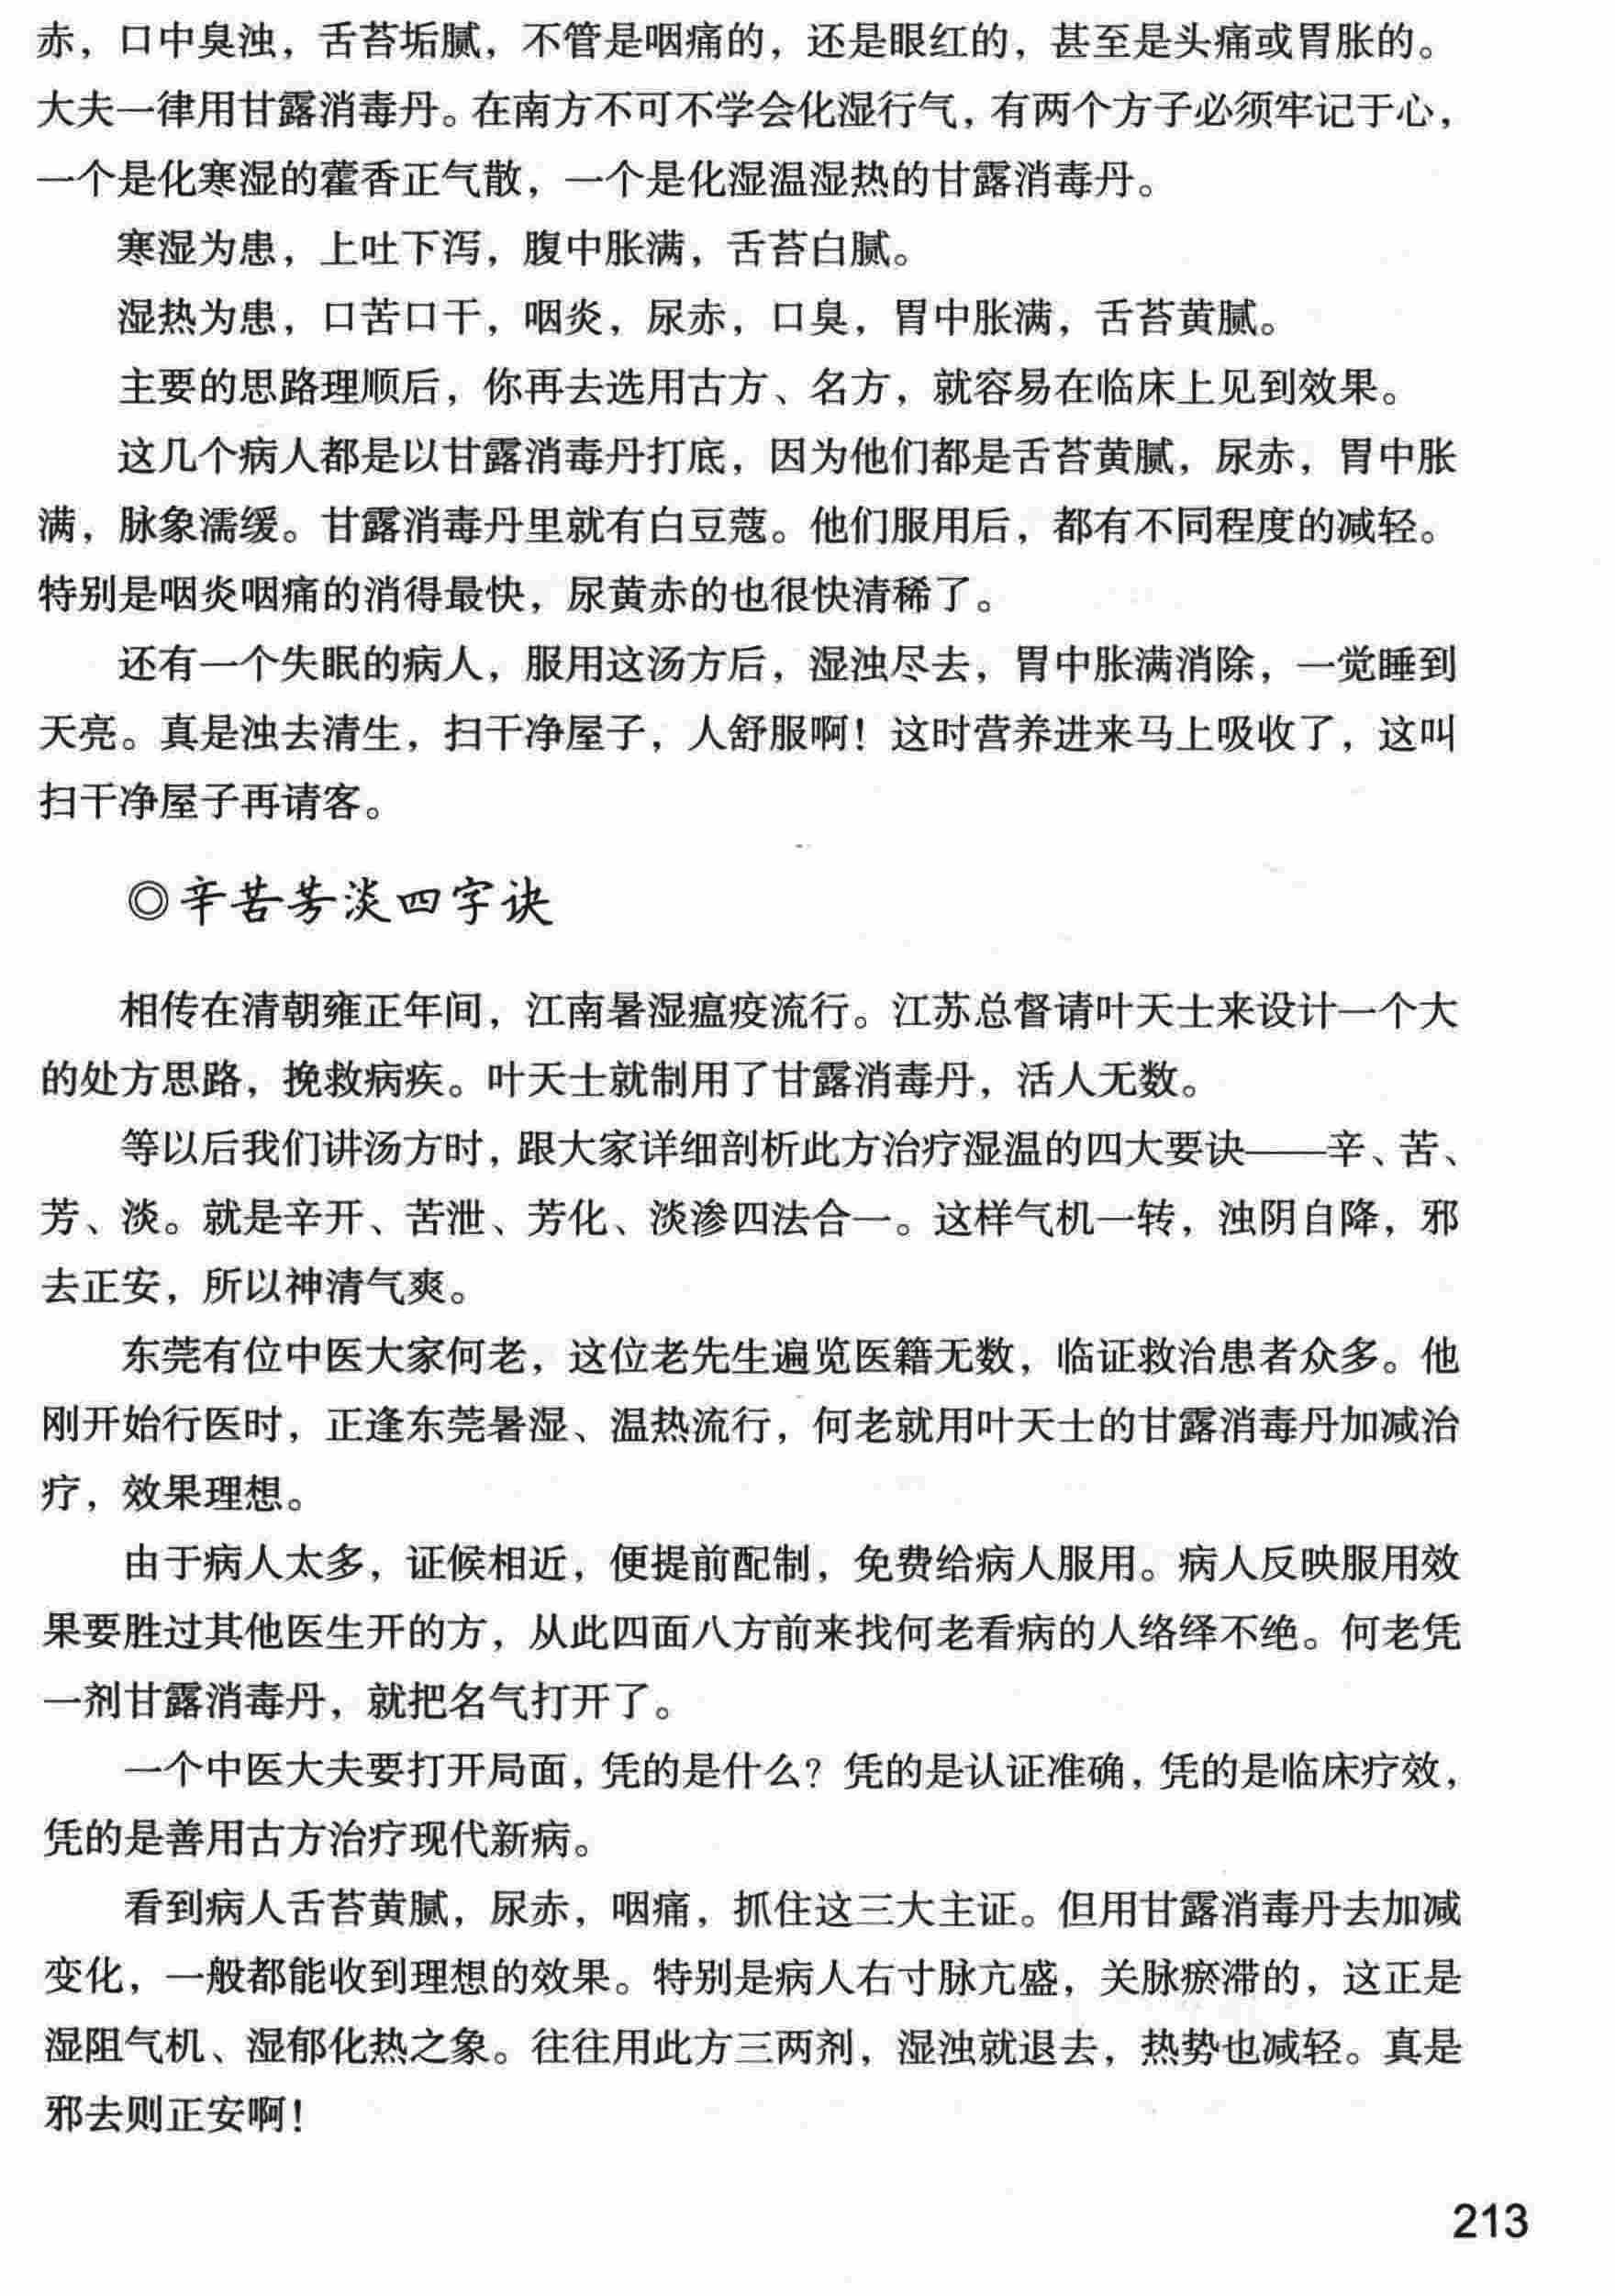 赤，口中臭浊，舌苔垢腻，不管是咽痛的，还是眼红的，甚至是头痛或胃胀的。
大夫一律用甘露消毒丹。在南方不可不学会化湿行气，有两个方子必须牢记于心，
一个是化寒湿的藿香正气散，一个是化湿温湿热的甘露消毒丹。
寒湿为患，上吐下泻，腹中胀满，舌苔白腻。
湿热为患，口苦口干，咽炎，尿赤，口臭，胃中胀满，舌苔黄腻。
主要的思路理顺后，你再去选用古方、名方，就容易在临床上见到效果。
这几个病人都是以甘露消毒丹打底，因为他们都是舌苔黄腻，尿赤，胃中胀
满，脉象濡缓。甘露消毒丹里就有白豆蔻。他们服用后，都有不同程度的减轻。
特别是咽炎咽痛的消得最快，尿黄赤的也很快清稀了。
还有一个失眠的病人，服用这汤方后，湿浊尽去，胃中胀满消除，一觉睡到
天亮。真是浊去清生，扫干净屋子，人舒服啊！这时营养进来马上吸收了，这叫
扫干净屋子再请客。
◎辛苦芳淡四字诀
相传在清朝雍正年间，江南暑湿瘟疫流行。江苏总督请叶天士来设计一个大
的处方思路，挽救病疾。叶天士就制用了甘露消毒丹，活人无数。
等以后我们讲汤方时，跟大家详细剖析此方治疗湿温的四大要诀——辛、苦、
芳、淡。就是辛开、苦泄、芳化、淡渗四法合一。这样气机一转，浊阴自降，邪
去正安，所以神清气爽。
东莞有位中医大家何老，这位老先生遍览医籍无数，临证救治患者众多。他
刚开始行医时，正逢东莞暑湿、温热流行，何老就用叶天士的甘露消毒丹加减治
疗，效果理想。
由于病人太多，证候相近，便提前配制，免费给病人服用。病人反映服用效
果要胜过其他医生开的方，从此四面八方前来找何老看病的人络绎不绝。何老凭
一剂甘露消毒丹，就把名气打开了。
一个中医大夫要打开局面，凭的是什么？凭的是认证准确，凭的是临床疗效，
凭的是善用古方治疗现代新病。
看到病人舌苔黄腻，尿赤，咽痛，抓住这三大主证。但用甘露消毒丹去加减
变化，一般都能收到理想的效果。特别是病人右寸脉亢盛，关脉瘀滞的，这正是
湿阻气机、湿郁化热之象。往往用此方三两剂，湿浊就退去，热势也减轻。真是
邪去则正安啊！
213